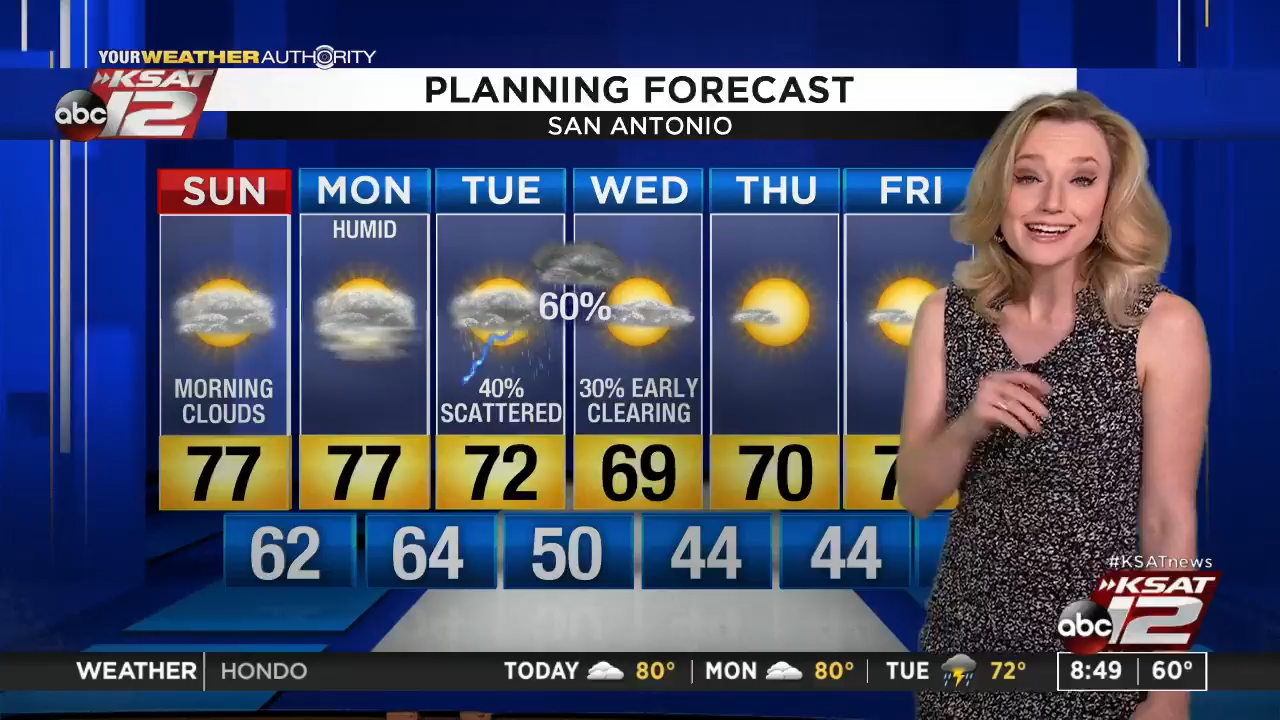 YOURWEATHERAUTHORITY
KSAT
abc 12
PLANNING FORECAST
SAN ANTONIO
SUN MON TUE WED THU FRI
HUMID
60%
MORNING CLOUDS
40% SCATTERED
30% EARLY CLEARING
77 77 72 69 70 7
62 64 50 44 44
#KSATnews
KSAT
abc 12
WEATHER HONDO TODAY 80° MON 80° TUE 72° 8:49 60°